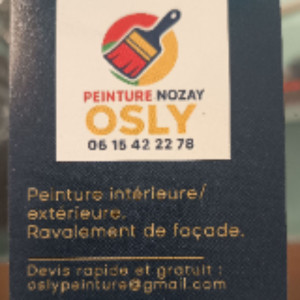 PEINTURE NOZAY
OSLY
06 15 42 22 78
Peinture intérieure/
extérieure.
Ravalement de façade.
Devis rapide et gratuit :
oslypeinture@gmail.com